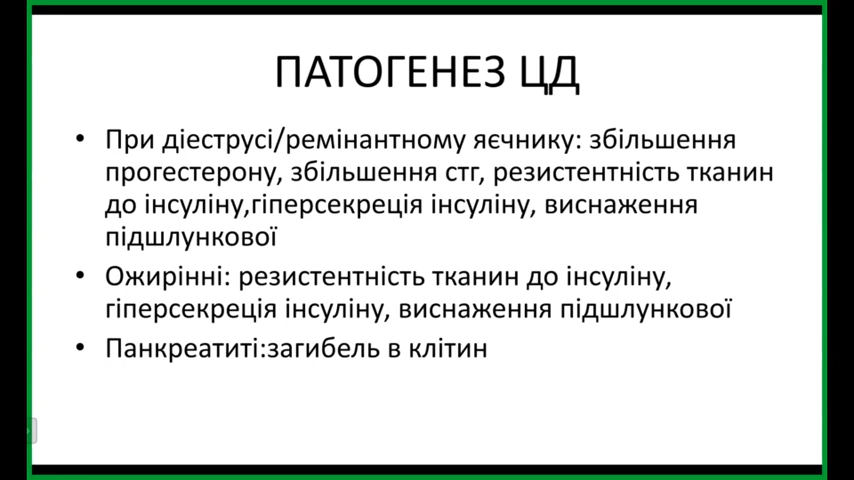 ПАТОГЕНЕЗ ЦД
• При діеструсі/ремінантному яєчнику: збільшення
прогестерону, збільшення стг, резистентність тканин
до інсуліну,гіперсекреція інсуліну, виснаження
підшлункової
• Ожирінні: резистентність тканин до інсуліну,
гіперсекреція інсуліну, виснаження підшлункової
• Панкреатиті:загибель в клітин